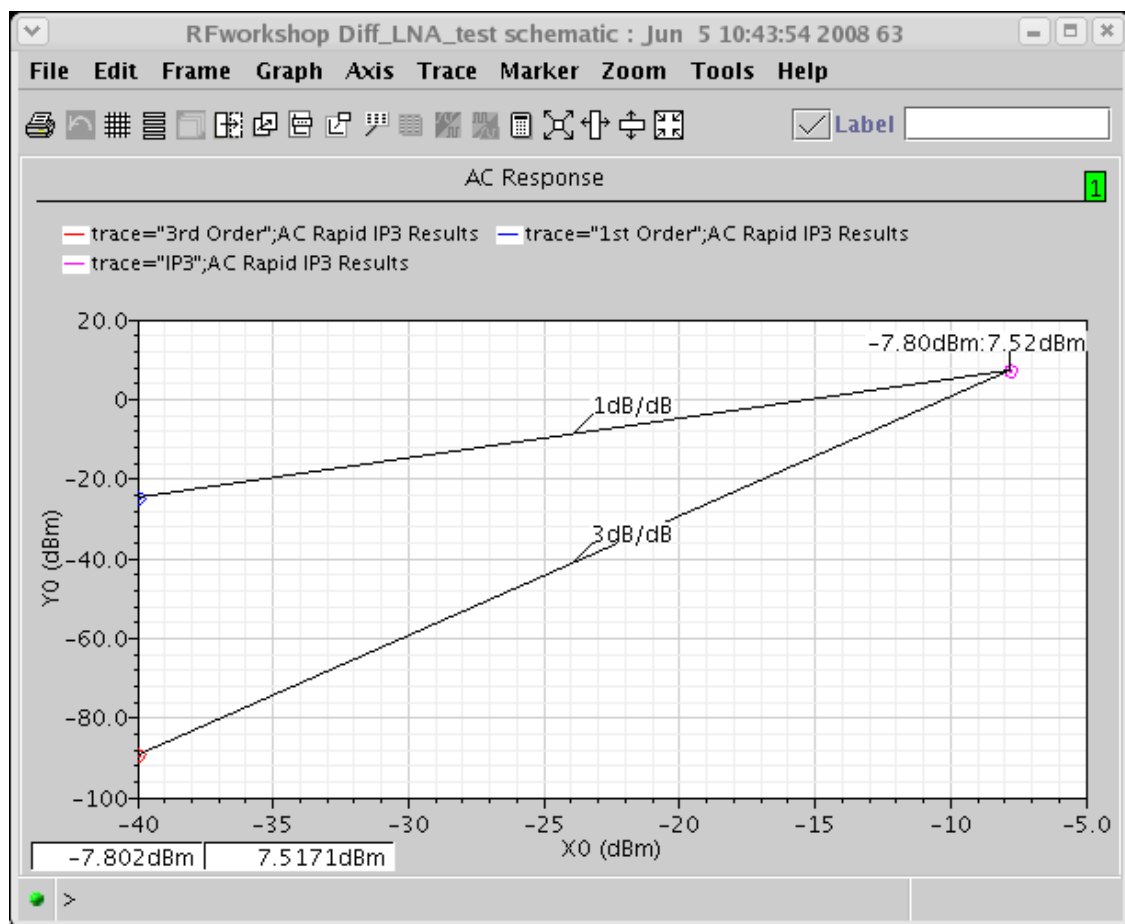 RFworkshop Diff_LNA_test schematic : Jun 5 10:43:54 2008 63
File Edit Frame Graph Axis Trace Marker Zoom Tools Help
Label
AC Response
1
trace="3rd Order";AC Rapid IP3 Results trace="1st Order";AC Rapid IP3 Results
trace="IP3";AC Rapid IP3 Results
20.0
-7.80dBm:7.52dBm
0
1dB/dB
-20.0
3dB/dB
-40.0
Y0 (dBm)
-60.0
-80.0
-100
-40 -35 -30 -25 -20 -15 -10 -5.0
X0 (dBm)
-7.802dBm 7.5171dBm
>